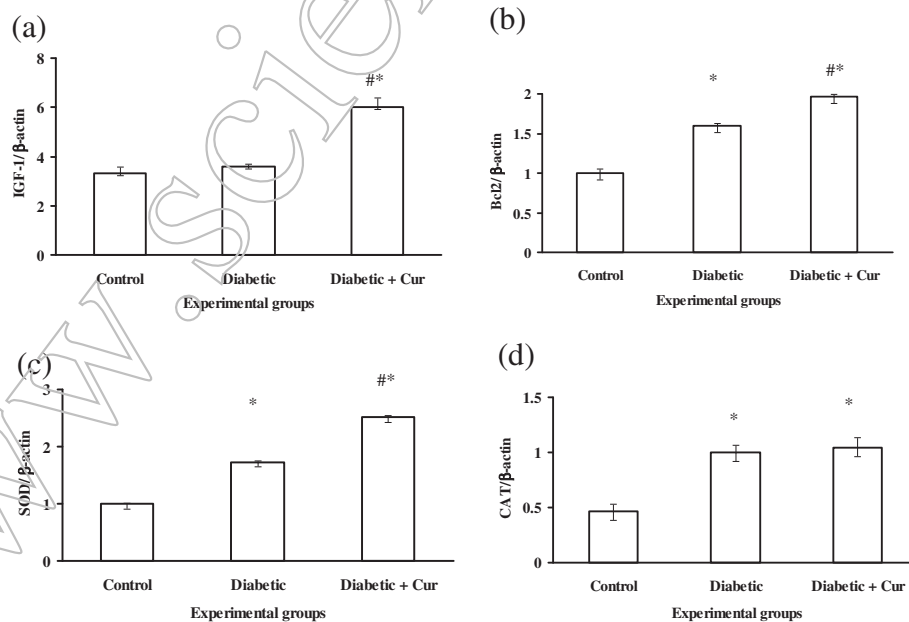 (a)
IGF-1/β-actin
8
6
4
2
0
#*
Control Diabetic Diabetic + Cur
Experimental groups
(b)
Bcl2/β-actin
2
1.5
1
0.5
0
*
#*
Control Diabetic Diabetic + Cur
Experimental groups
(c)
SOD/β-actin
3
2
1
0
*
#*
Control Diabetic Diabetic + Cur
Experimental groups
(d)
CAT/β-actin
1.5
1
0.5
0
*
*
Control Diabetic Diabetic + Cur
Experimental groups
www.scie